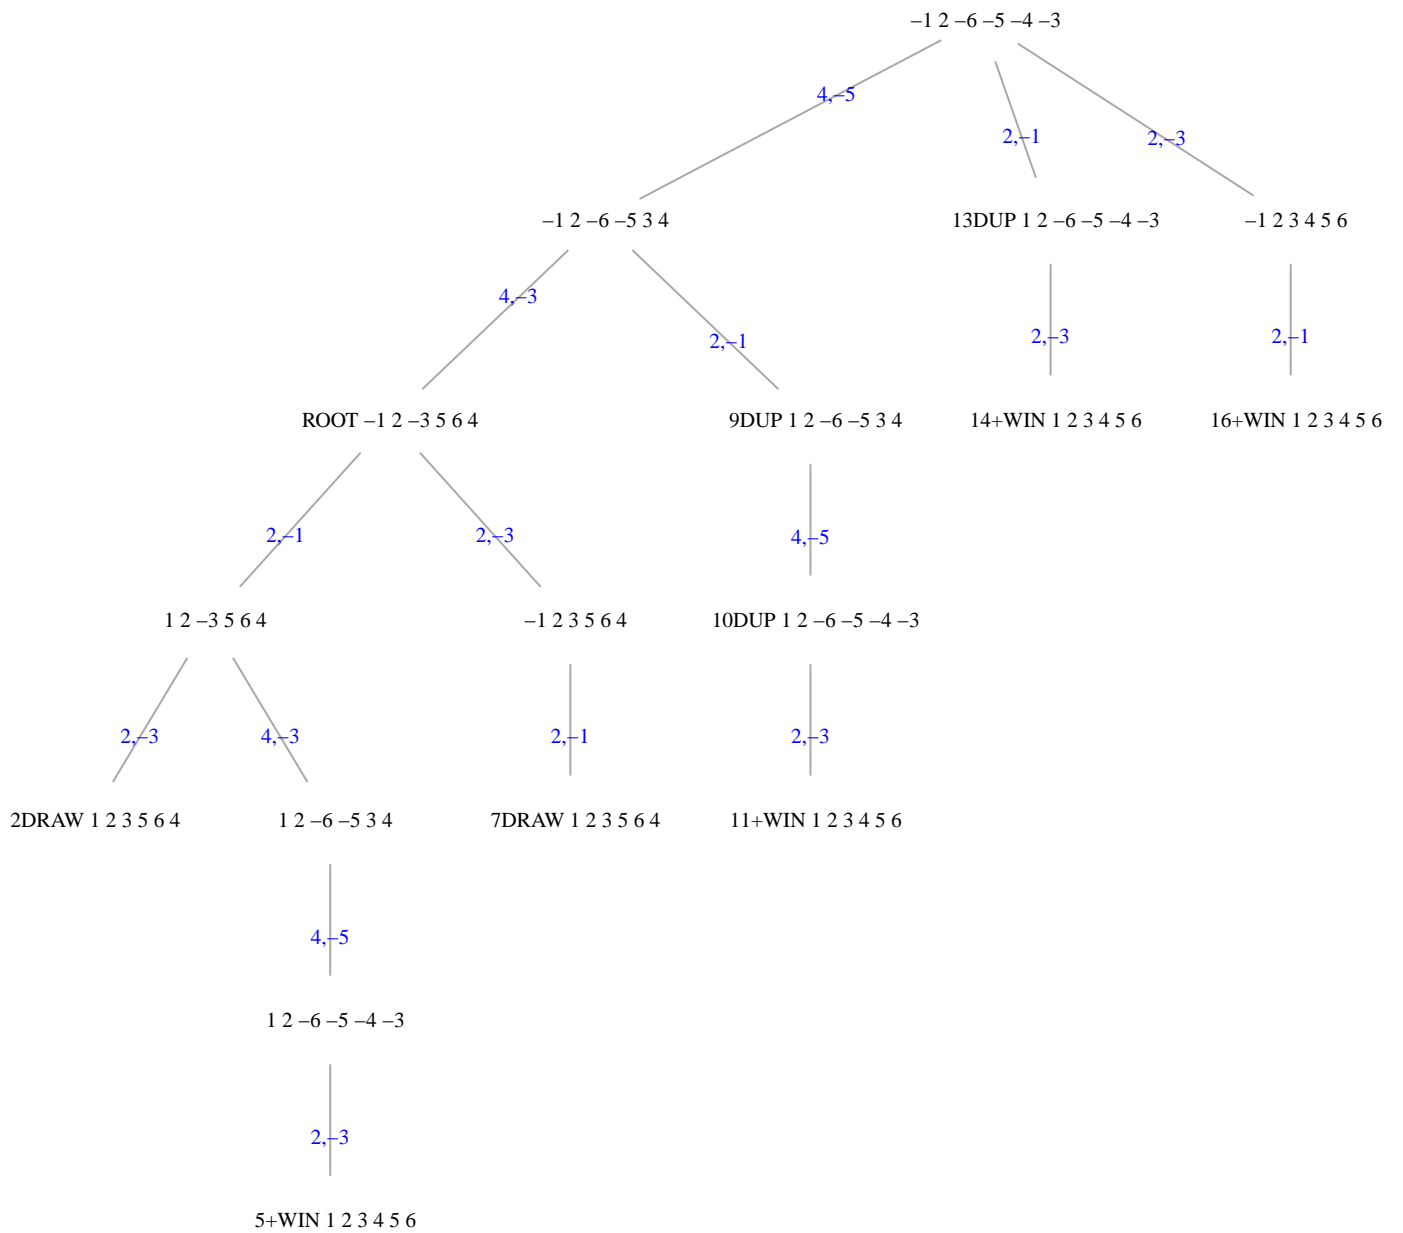 –1 2 –6 –5 –4 –3
4,–5
2,–1
2,–3
–1 2 –6 –5 3 4
13DUP 1 2 –6 –5 –4 –3
–1 2 3 4 5 6
4,–3
2,–1
2,–3
2,–1
ROOT –1 2 –3 5 6 4
9DUP 1 2 –6 –5 3 4
14+WIN 1 2 3 4 5 6
16+WIN 1 2 3 4 5 6
2,–1
2,–3
4,–5
1 2 –3 5 6 4
–1 2 3 5 6 4
10DUP 1 2 –6 –5 –4 –3
2,–3
4,–3
2,–1
2,–3
2DRAW 1 2 3 5 6 4
1 2 –6 –5 3 4
7DRAW 1 2 3 5 6 4
11+WIN 1 2 3 4 5 6
4,–5
1 2 –6 –5 –4 –3
2,–3
5+WIN 1 2 3 4 5 6